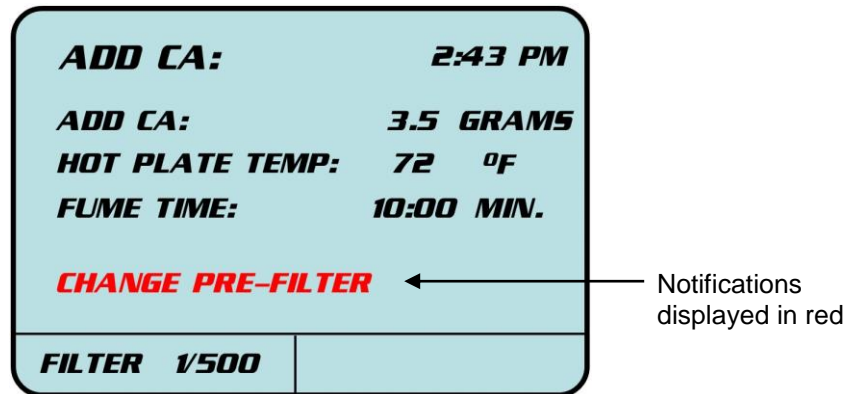 ADD CA: 2:43 PM
ADD CA: 3.5 GRAMS
HOT PLATE TEMP: 72 ºF
FUME TIME: 10:00 MIN.
CHANGE PRE-FILTER
Notifications
displayed in red
FILTER 1/500